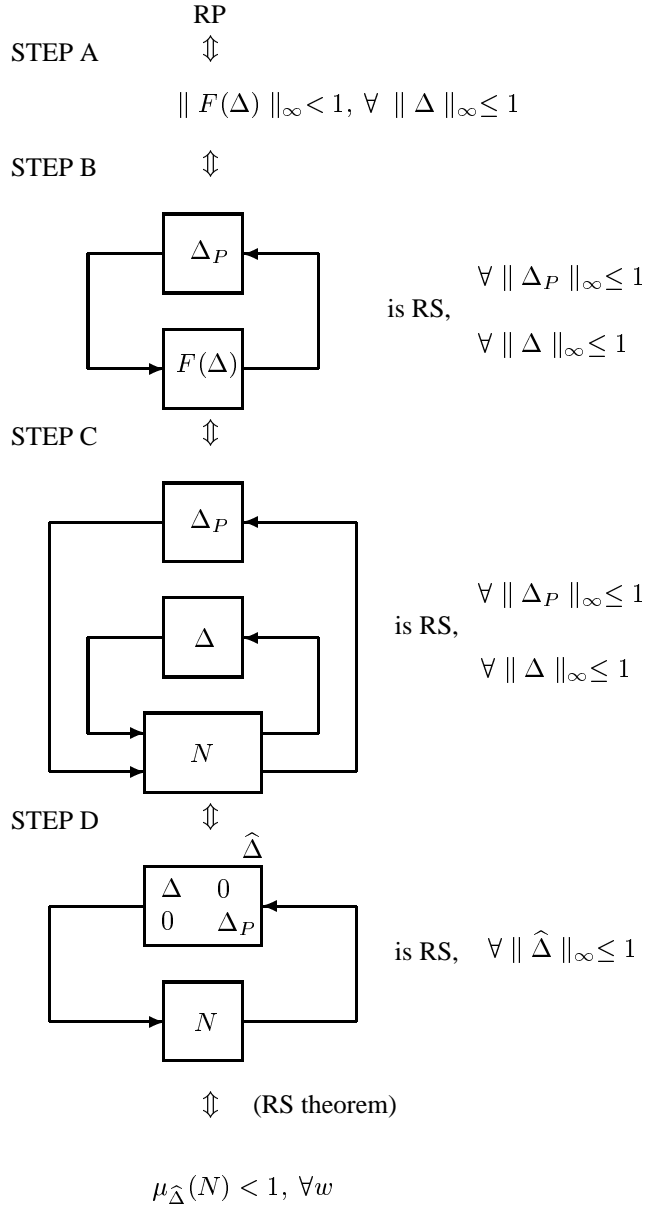 RP
STEP A ⇕
‖ F(Δ) ‖∞ < 1, ∀ ‖ Δ ‖∞ ≤ 1
STEP B ⇕
Δ_P
F(Δ)
is RS,
∀ ‖ Δ_P ‖∞ ≤ 1
∀ ‖ Δ ‖∞ ≤ 1
STEP C ⇕
Δ_P
Δ
N
is RS,
∀ ‖ Δ_P ‖∞ ≤ 1
∀ ‖ Δ ‖∞ ≤ 1
STEP D ⇕
Δ̂
Δ 0
0 Δ_P
N
is RS, ∀ ‖ Δ̂ ‖∞ ≤ 1
⇕ (RS theorem)
μ_Δ̂(N) < 1, ∀w